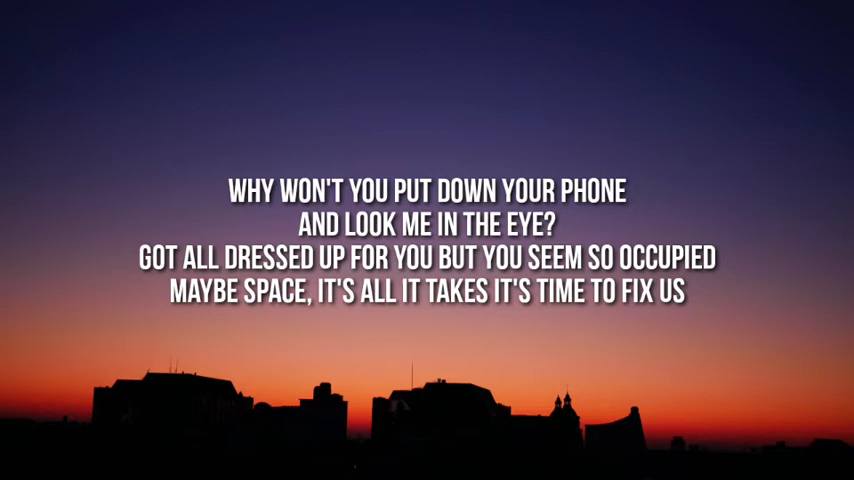 WHY WON'T YOU PUT DOWN YOUR PHONE
AND LOOK ME IN THE EYE?
GOT ALL DRESSED UP FOR YOU BUT YOU SEEM SO OCCUPIED
MAYBE SPACE, IT'S ALL IT TAKES IT'S TIME TO FIX US